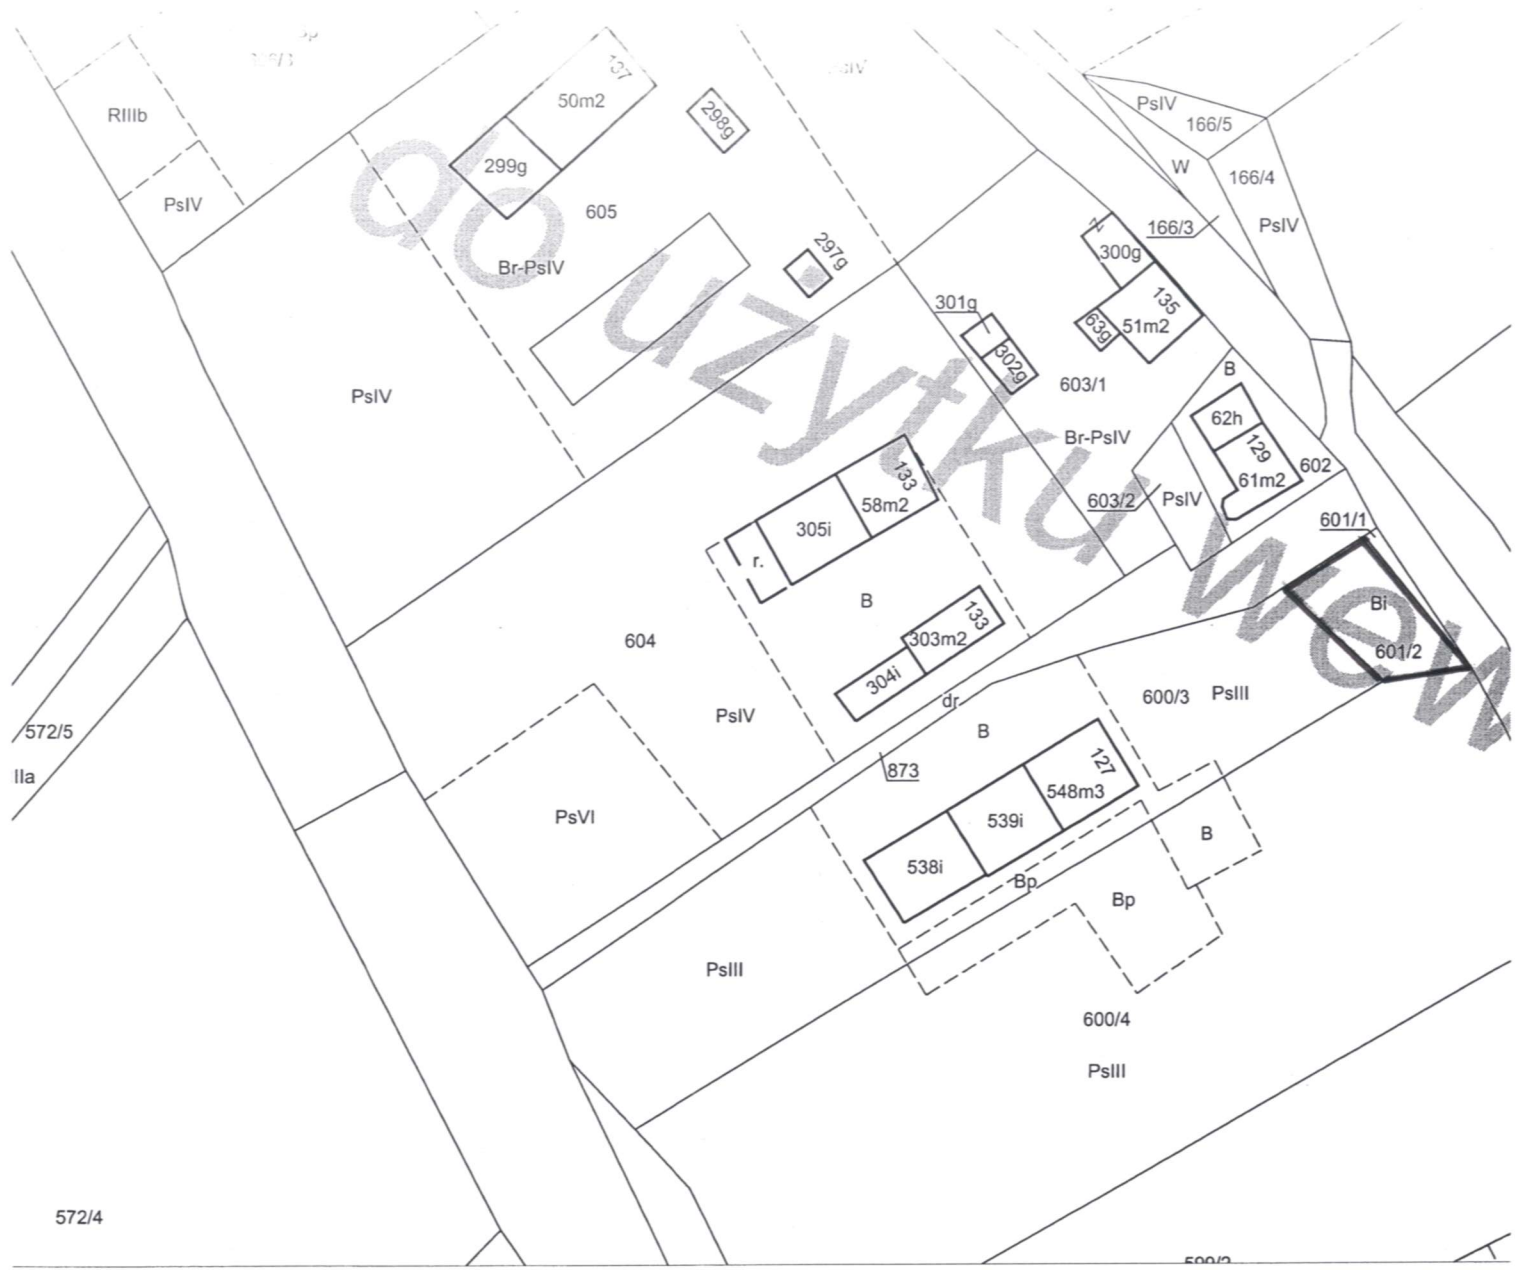 RIIIb
PsIV
137
50m2
299g
298g
605
Br-PsIV
297g
PsIV
PsIV
166/5
W
166/4
PsIV
166/3
300g
135
51m2
63g
301g
302g
603/1
Br-PsIV
B
62h
129
61m2
602
603/2
PsIV
601/1
Bi
601/2
133
58m2
305i
r.
B
133
303m2
304i
604
PsIV
dr
873
B
600/3
PsIII
127
548m3
539i
538i
Bp
B
Bp
PsVI
572/5
IIa
PsIII
600/4
PsIII
572/4
do uzytku wew